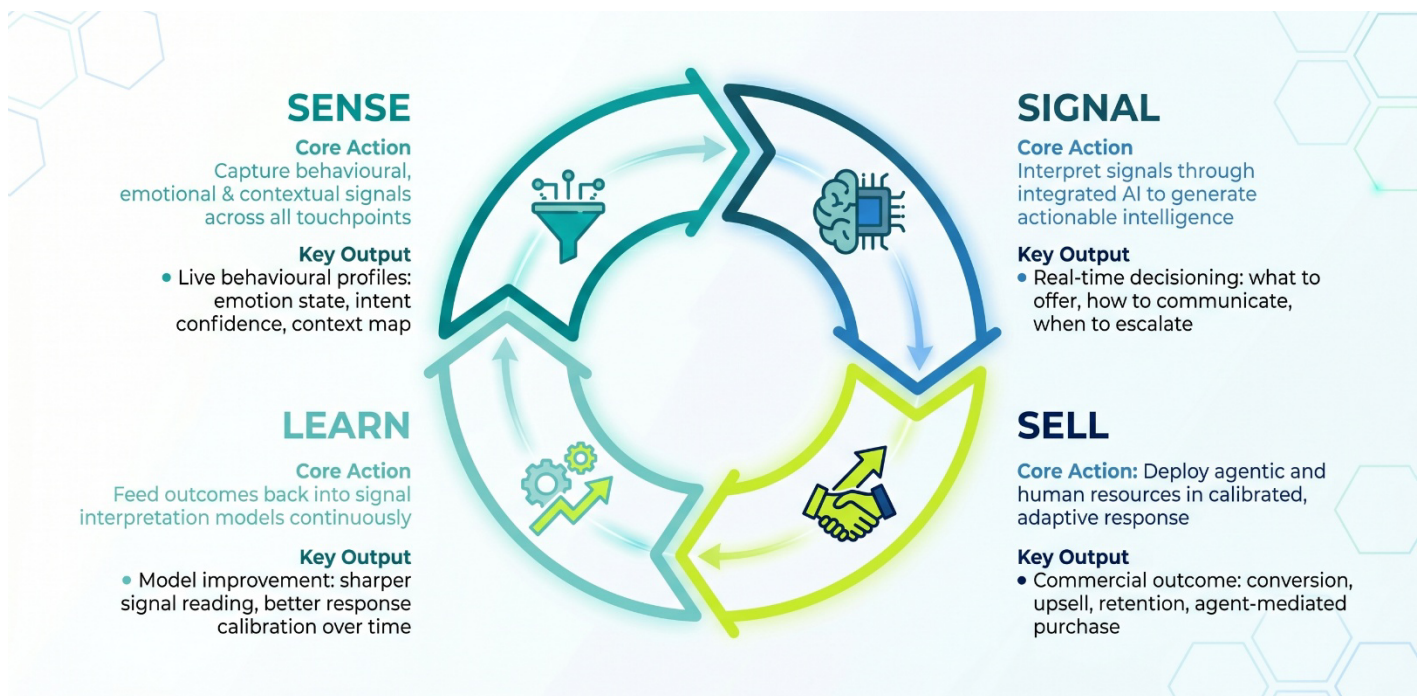 SENSE
Core Action
Capture behavioural,
emotional & contextual signals
across all touchpoints
Key Output
• Live behavioural profiles:
emotion state, intent
confidence, context map
SIGNAL
Core Action
Interpret signals through
integrated AI to generate
actionable intelligence
Key Output
• Real-time decisioning: what to
offer, how to communicate,
when to escalate
LEARN
Core Action
Feed outcomes back into signal
interpretation models continuously
Key Output
• Model improvement: sharper
signal reading, better response
calibration over time
SELL
Core Action: Deploy agentic and
human resources in calibrated,
adaptive response
Key Output
• Commercial outcome: conversion,
upsell, retention, agent-mediated
purchase